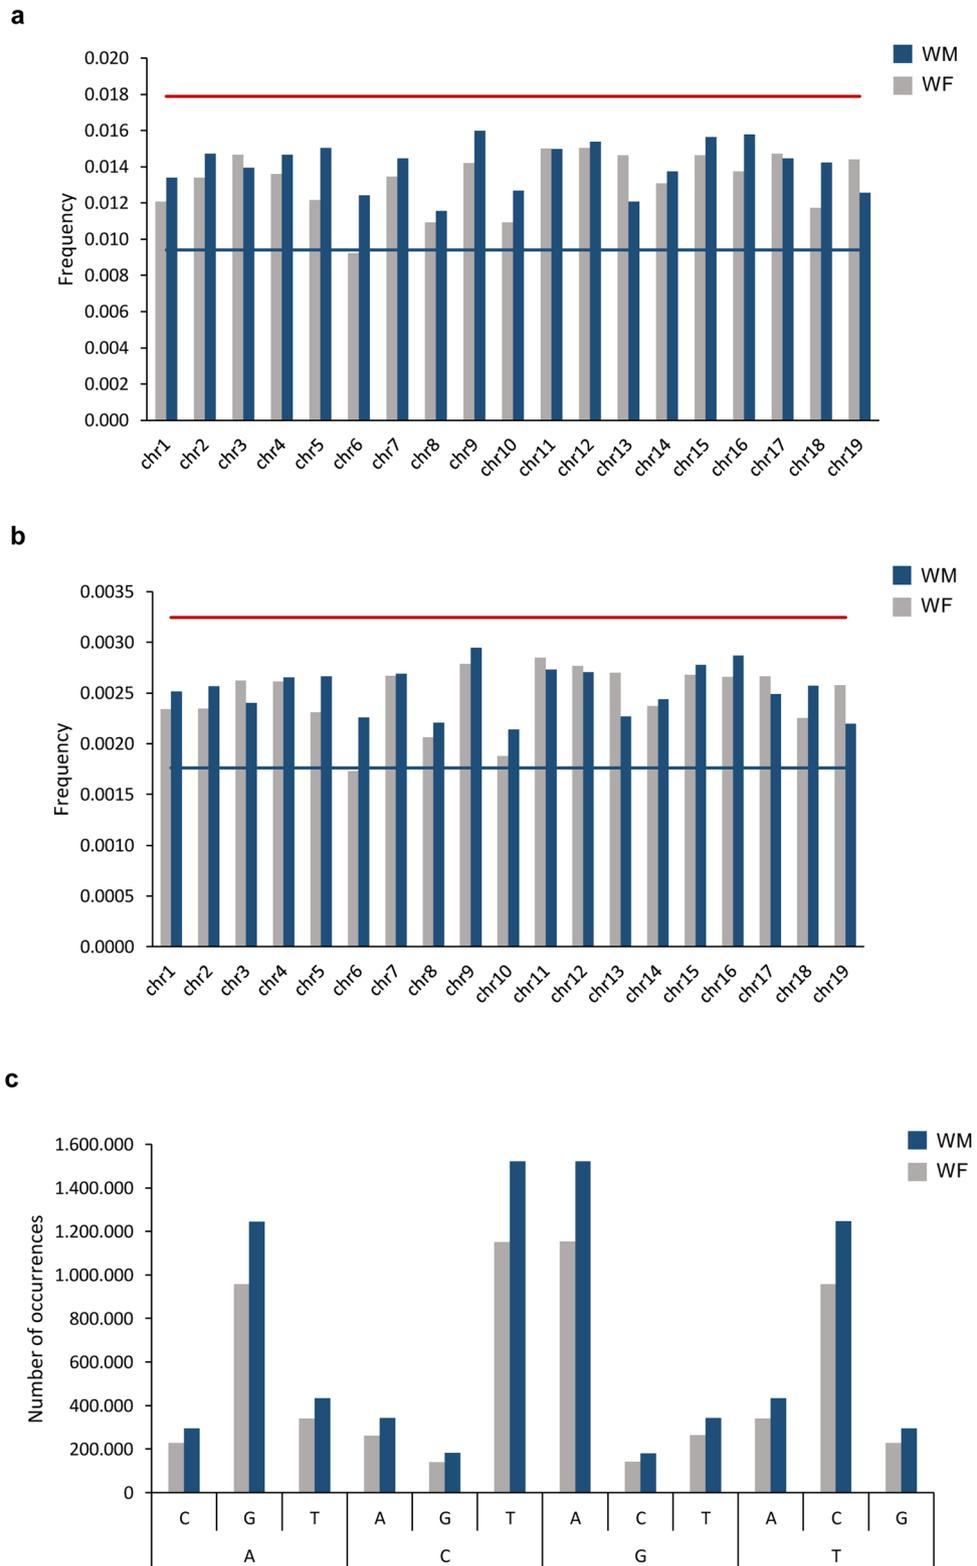 a
WM
WF
Frequency
0.020
0.018
0.016
0.014
0.012
0.010
0.008
0.006
0.004
0.002
0.000
chr1 chr2 chr3 chr4 chr5 chr6 chr7 chr8 chr9 chr10 chr11 chr12 chr13 chr14 chr15 chr16 chr17 chr18 chr19
b
WM
WF
Frequency
0.0035
0.0030
0.0025
0.0020
0.0015
0.0010
0.0005
0.0000
chr1 chr2 chr3 chr4 chr5 chr6 chr7 chr8 chr9 chr10 chr11 chr12 chr13 chr14 chr15 chr16 chr17 chr18 chr19
c
WM
WF
Number of occurrences
1.600.000
1.400.000
1.200.000
1.000.000
800.000
600.000
400.000
200.000
0
C G T A G T A C T A C G
A C G T